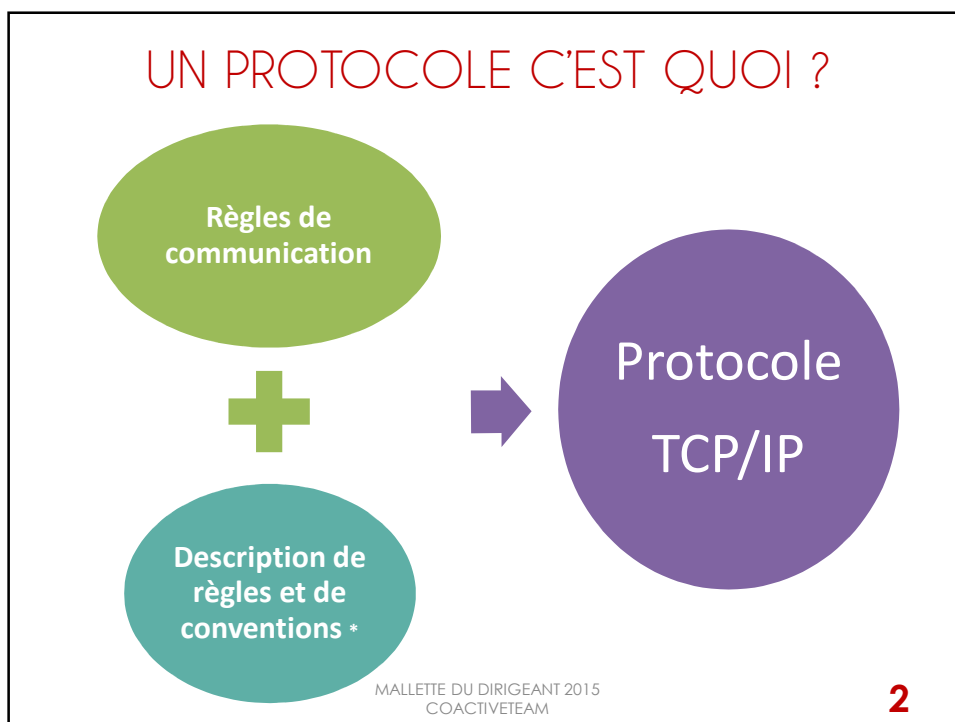 UN PROTOCOLE C'EST QUOI ?
Règles de
communication
Description de
règles et de
conventions *
Protocole
TCP/IP
MALLETTE DU DIRIGEANT 2015
COACTIVETEAM
2